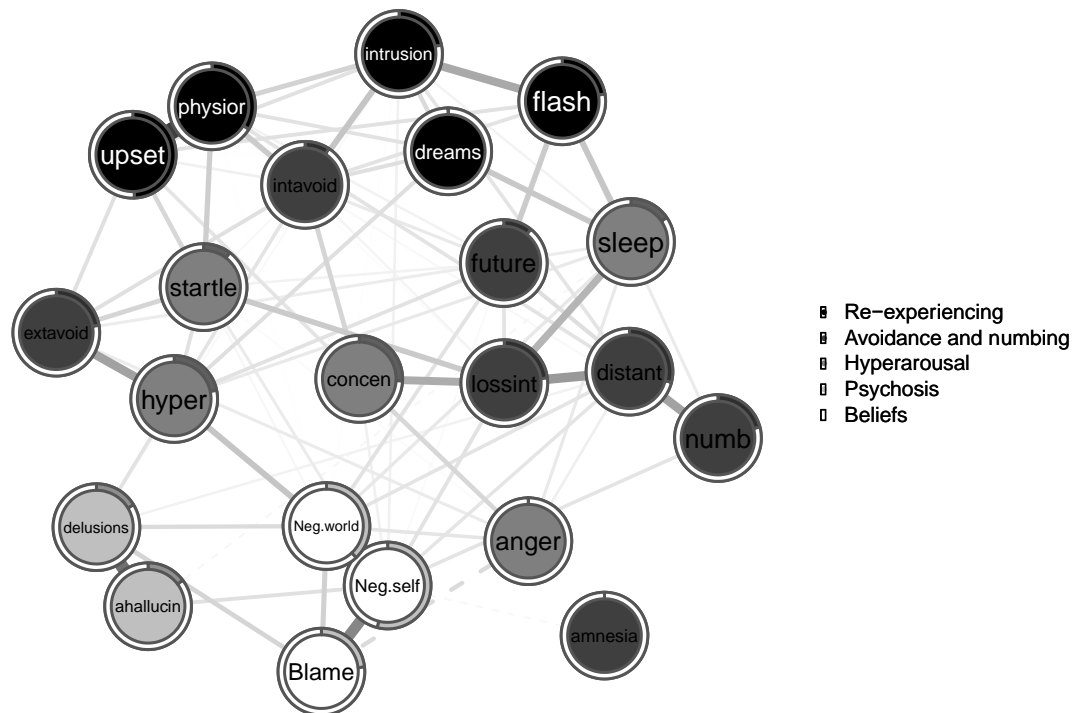 intrusion
flash
physior
upset
dreams
intavoid
sleep
future
startle
extavoid
distant
concen
lossint
hyper
numb
delusions
Neg.world
anger
Neg.self
ahallucin
amnesia
Blame
Re−experiencing
Avoidance and numbing
Hyperarousal
Psychosis
Beliefs